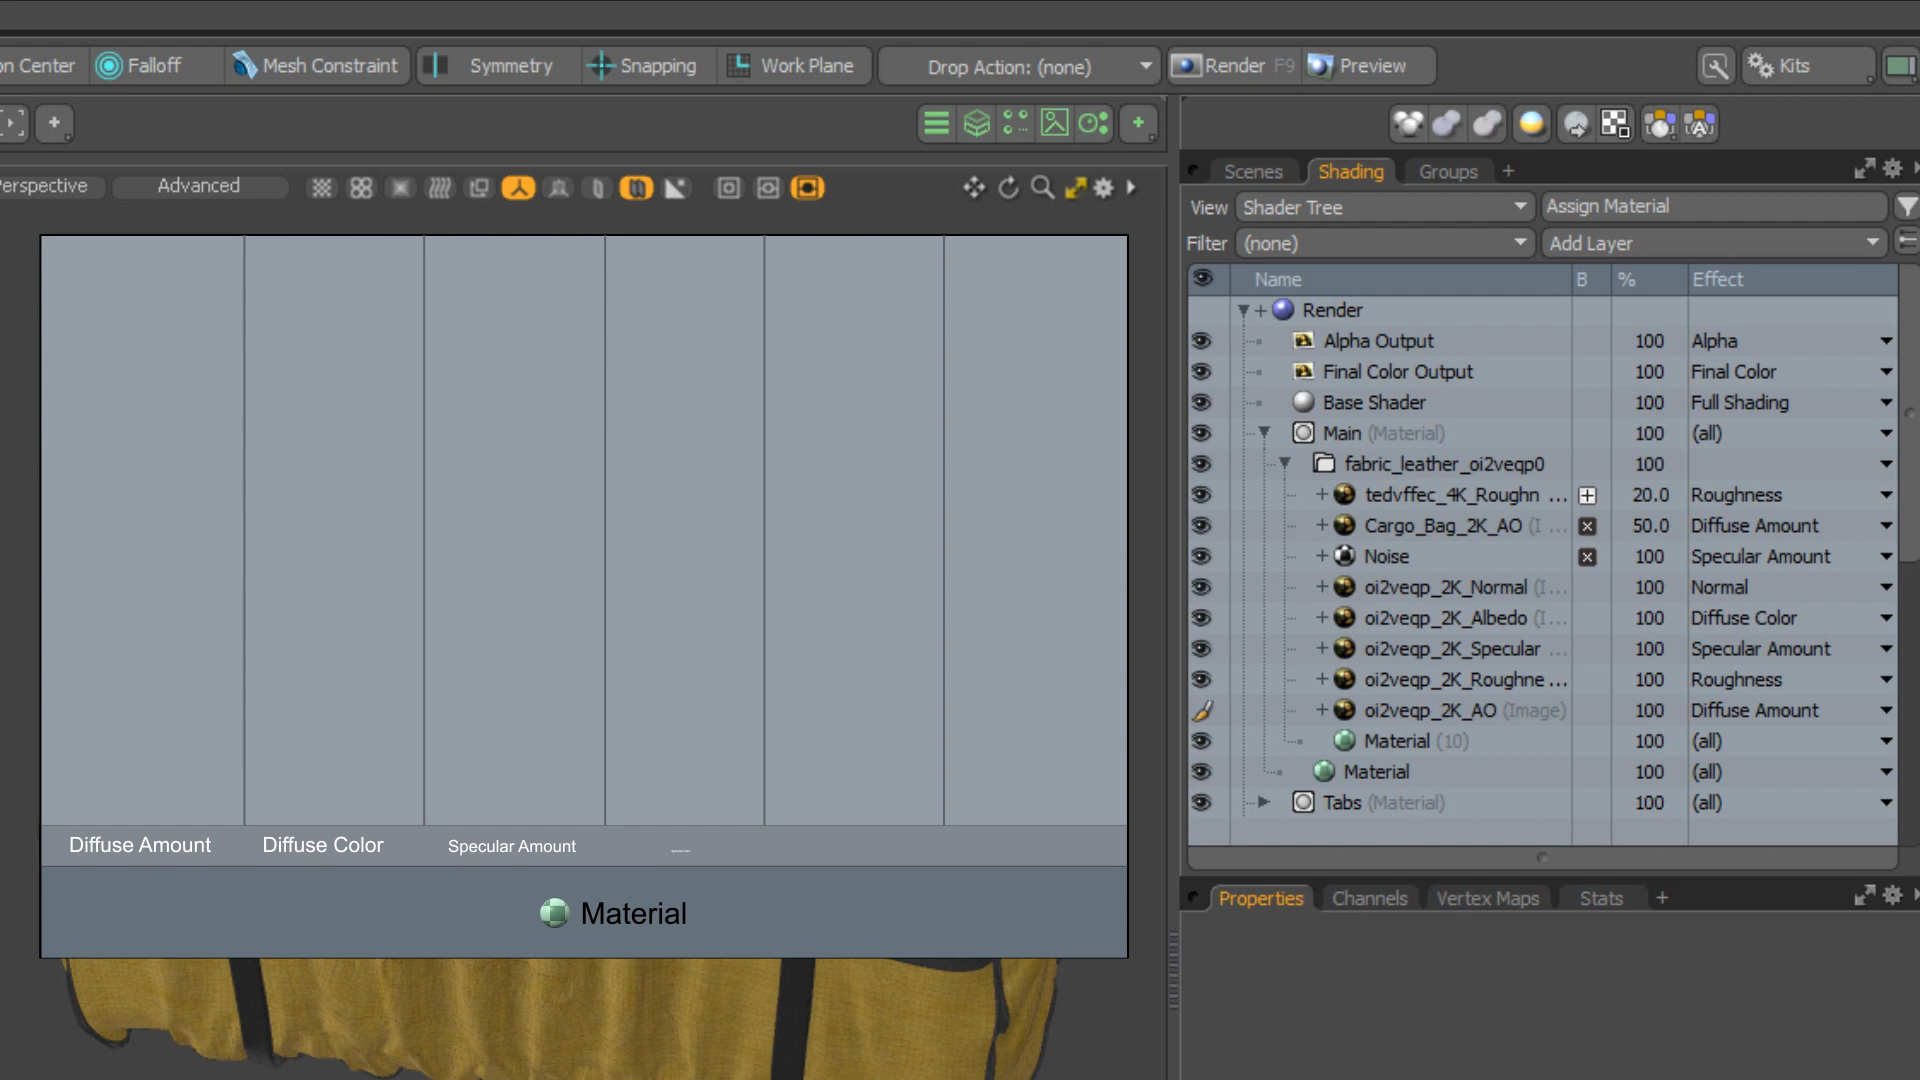 on Center
Falloff
Mesh Constraint
Symmetry
Snapping
Work Plane
Drop Action: (none)
Render F9
Preview
Kits
Perspective
Advanced
Scenes
Shading
Groups
+
View
Shader Tree
Assign Material
Filter
(none)
Add Layer
Name B % Effect
Render
Alpha Output 100 Alpha
Final Color Output 100 Final Color
Base Shader 100 Full Shading
Main (Material) 100 (all)
fabric_leather_oi2veqp0 100
tedvffec_4K_Roughn ... 20.0 Roughness
Cargo_Bag_2K_AO (I ... 50.0 Diffuse Amount
Noise 100 Specular Amount
oi2veqp_2K_Normal (I... 100 Normal
oi2veqp_2K_Albedo (I... 100 Diffuse Color
oi2veqp_2K_Specular ... 100 Specular Amount
oi2veqp_2K_Roughne ... 100 Roughness
oi2veqp_2K_AO (Image) 100 Diffuse Amount
Material (10) 100 (all)
Material 100 (all)
Tabs (Material) 100 (all)
Diffuse Amount
Diffuse Color
Specular Amount
Material
Properties
Channels
Vertex Maps
Stats
+